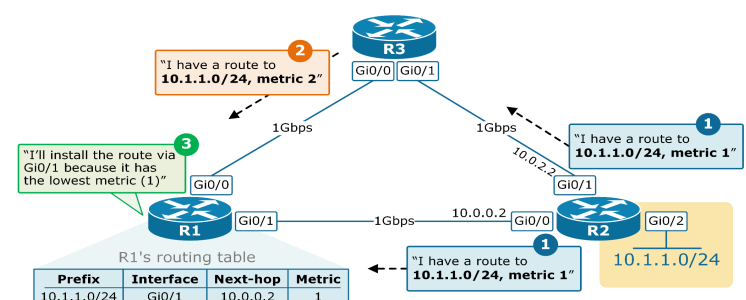 R3
Gi0/0 Gi0/1
2
"I have a route to
10.1.1.0/24, metric 2"
1Gbps
1Gbps
1
"I have a route to
10.1.1.0/24, metric 1"
10.0.2.2
3
"I'll install the route via
Gi0/1 because it has
the lowest metric (1)"
Gi0/0
Gi0/1
R1
Gi0/1
1Gbps
10.0.0.2
Gi0/0
R2
Gi0/2
10.1.1.0/24
1
"I have a route to
10.1.1.0/24, metric 1"
R1's routing table
Prefix Interface Next-hop Metric
10.1.1.0/24 Gi0/1 10.0.0.2 1